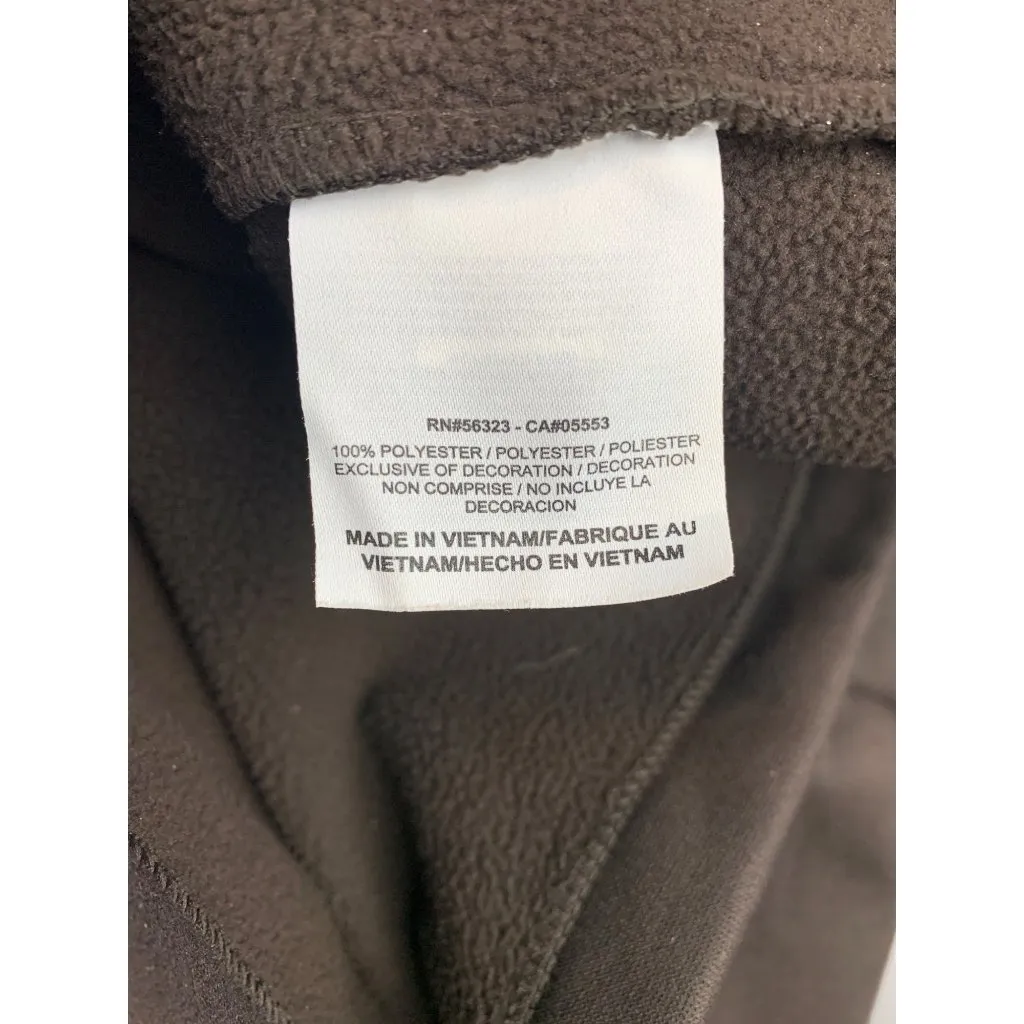 RN#56323 - CA#05553
100% POLYESTER / POLYESTER / POLIESTER
EXCLUSIVE OF DECORATION / DECORATION
NON COMPRISE / NO INCLUYE LA
DECORACION
MADE IN VIETNAM/FABRIQUE AU
VIETNAM/HECHO EN VIETNAM